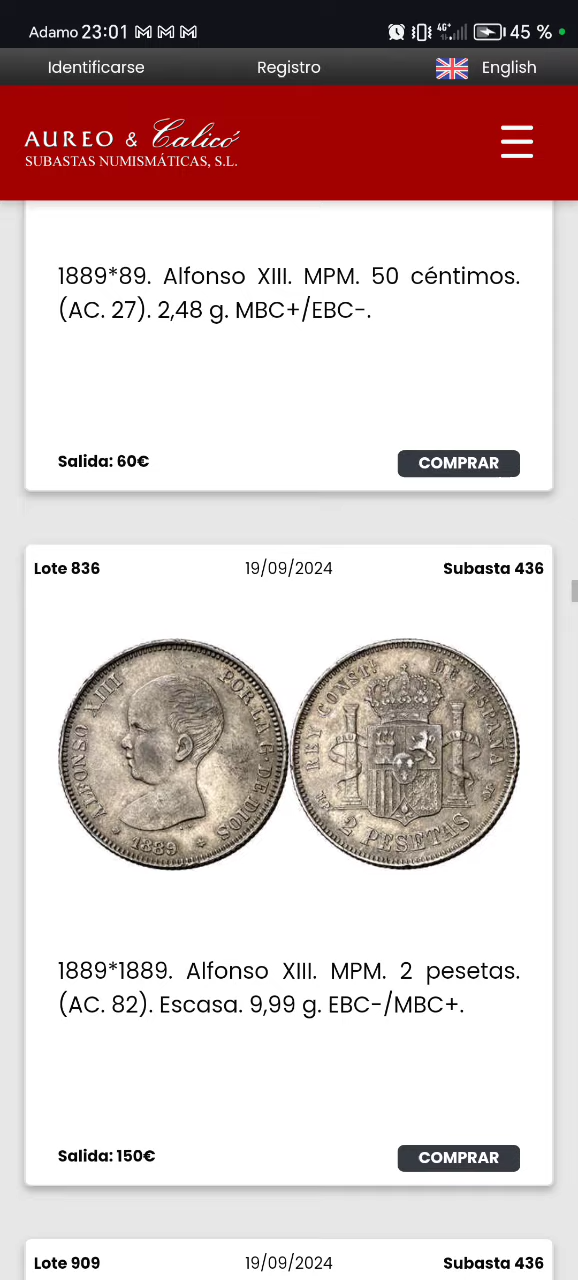 Adamo 23:01
4G+ 45 %
Identificarse Registro English
AUREO & Calicó
SUBASTAS NUMISMÁTICAS, S.L.
1889*89. Alfonso XIII. MPM. 50 céntimos.
(AC. 27). 2,48 g. MBC+/EBC-.
Salida: 60€ COMPRAR
Lote 836 19/09/2024 Subasta 436
ALFONSO XIII POR LA G. DE DIOS
1889
REY CONST. DE ESPAÑA
2 PESETAS
1889*1889. Alfonso XIII. MPM. 2 pesetas.
(AC. 82). Escasa. 9,99 g. EBC-/MBC+.
Salida: 150€ COMPRAR
Lote 909 19/09/2024 Subasta 436